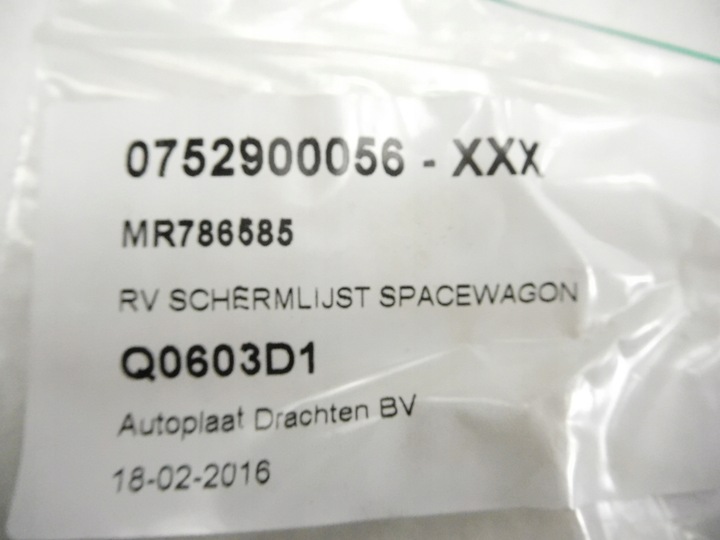 0752900056 - XXX
MR786585
RV SCHERMLIJST SPACEWAGON
Q0603D1
Autoplaat Drachten BV
18-02-2016